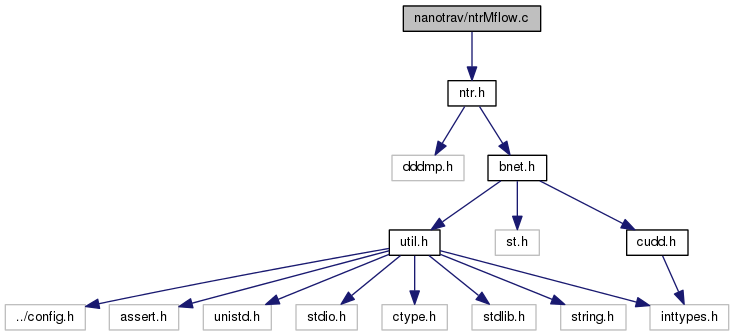 nanotrav/ntrMflow.c
ntr.h
dddmp.h
bnet.h
util.h
st.h
cudd.h
../config.h
assert.h
unistd.h
stdio.h
ctype.h
stdlib.h
string.h
inttypes.h